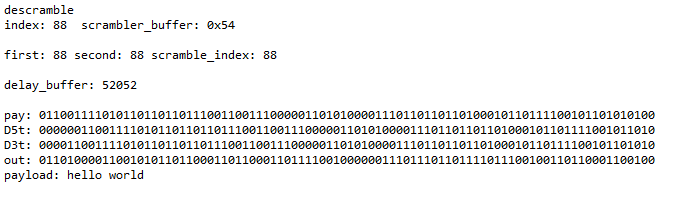 descramble
index: 88  scrambler_buffer: 0x54
first: 88 second: 88 scramble_index: 88
delay_buffer: 52052
pay: 0110011110101101101101110011001110000011010100001110110110110100010110111100101101010100
D5t: 0000001100111101011011011011100110011100000110101000011101101101101000101101111001011010
D3t: 0000110011110101101101101110011001110000011010100001110110110110100010110111100101101010
out: 0110100001100101011011000110110001101111001000000111011101101111011100100110110001100100
payload: hello world